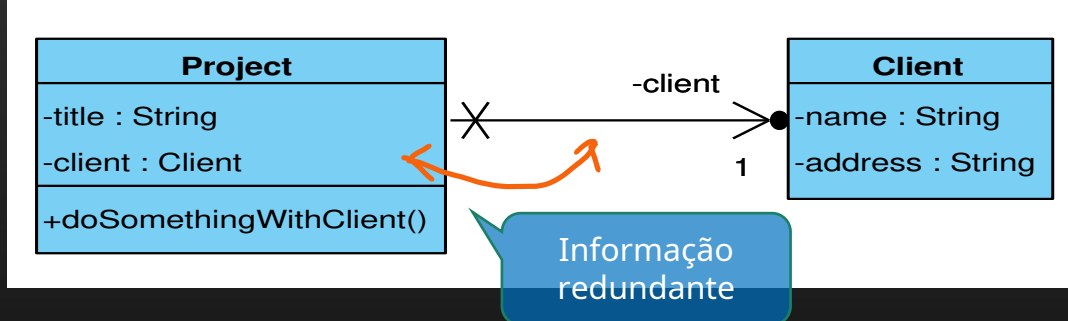 Project
-title : String
-client : Client
+doSomethingWithClient()
-client
1
Client
-name : String
-address : String
Informação
redundante